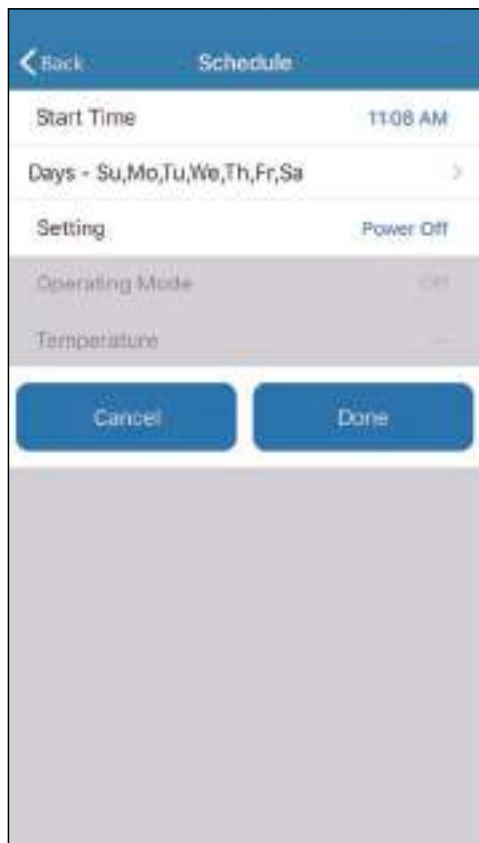 Back Schedule
Start Time 11:08 AM
Days - Su,Mo,Tu,We,Th,Fr,Sa
Setting Power Off
Operating Mode Off
Temperature --
Cancel Done